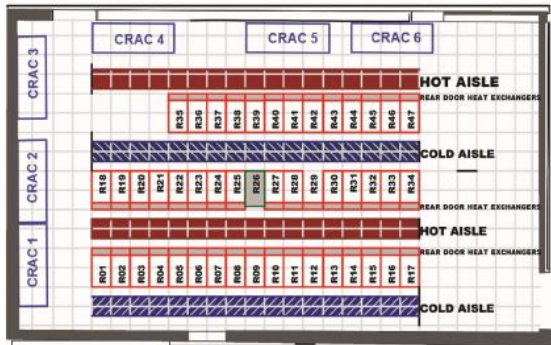 CRAC 4 CRAC 5 CRAC 6
CRAC 3
HOT AISLE
REAR DOOR HEAT EXCHANGERS
R35 R36 R37 R38 R39 R40 R41 R42 R43 R44 R45 R46 R47
COLD AISLE
CRAC 2
R18 R19 R20 R21 R22 R23 R24 R25 R26 R27 R28 R29 R30 R31 R32 R33 R34
REAR DOOR HEAT EXCHANGERS
HOT AISLE
CRAC 1
REAR DOOR HEAT EXCHANGERS
R01 R02 R03 R04 R05 R06 R07 R08 R09 R10 R11 R12 R13 R14 R15 R16 R17
COLD AISLE